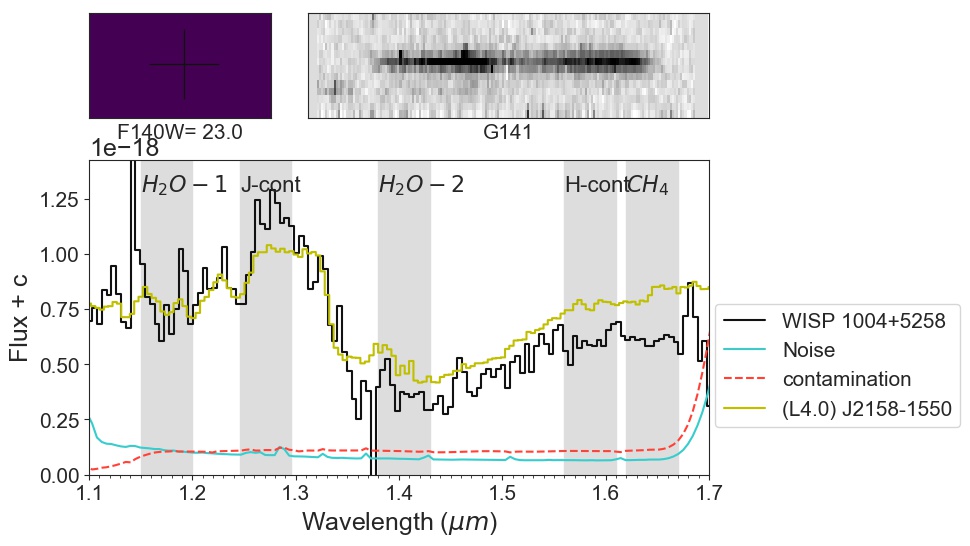 F140W= 23.0
G141
1e−18
H₂O − 1 J-cont H₂O − 2 H-cont CH₄
1.25
1.00
0.75
0.50
0.25
0.00
Flux + c
1.1 1.2 1.3 1.4 1.5 1.6 1.7
Wavelength (μm)
WISP 1004+5258
Noise
contamination
(L4.0) J2158-1550